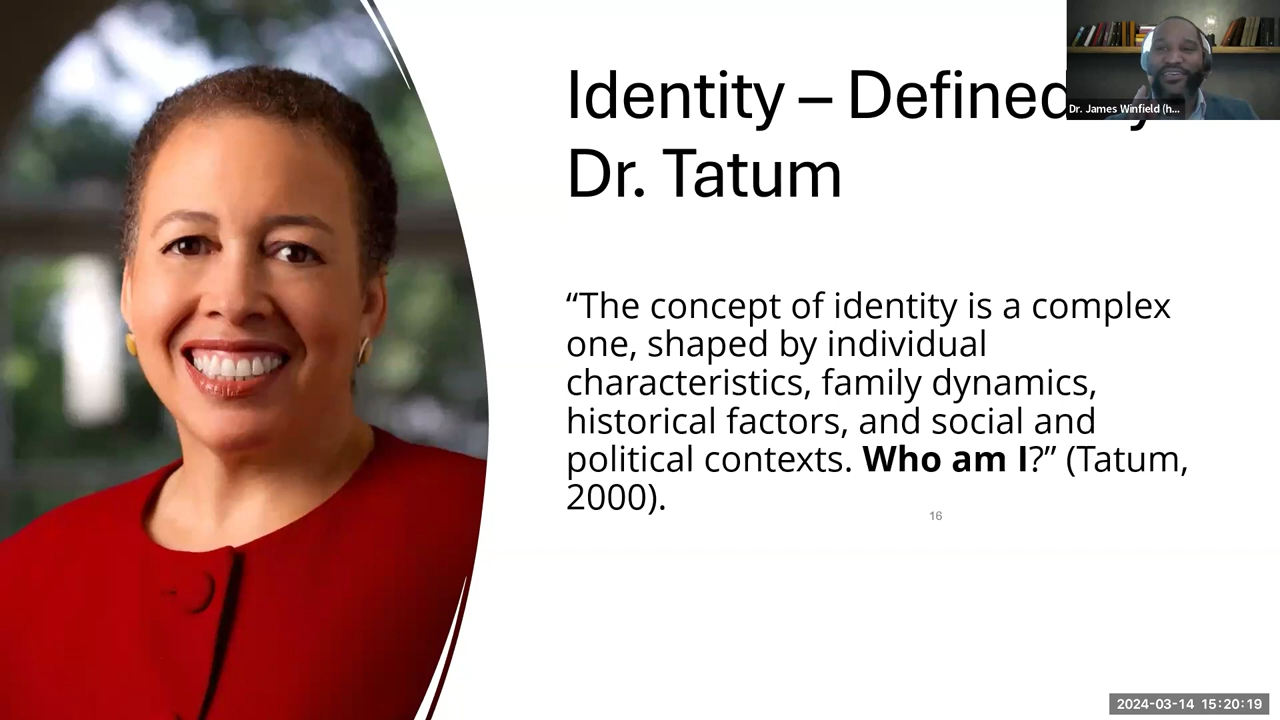 Identity – Defined
Dr. Tatum
Dr. James Winfield (h...
“The concept of identity is a complex
one, shaped by individual
characteristics, family dynamics,
historical factors, and social and
political contexts. Who am I?” (Tatum,
2000).
16
2024-03-14 15:20:19